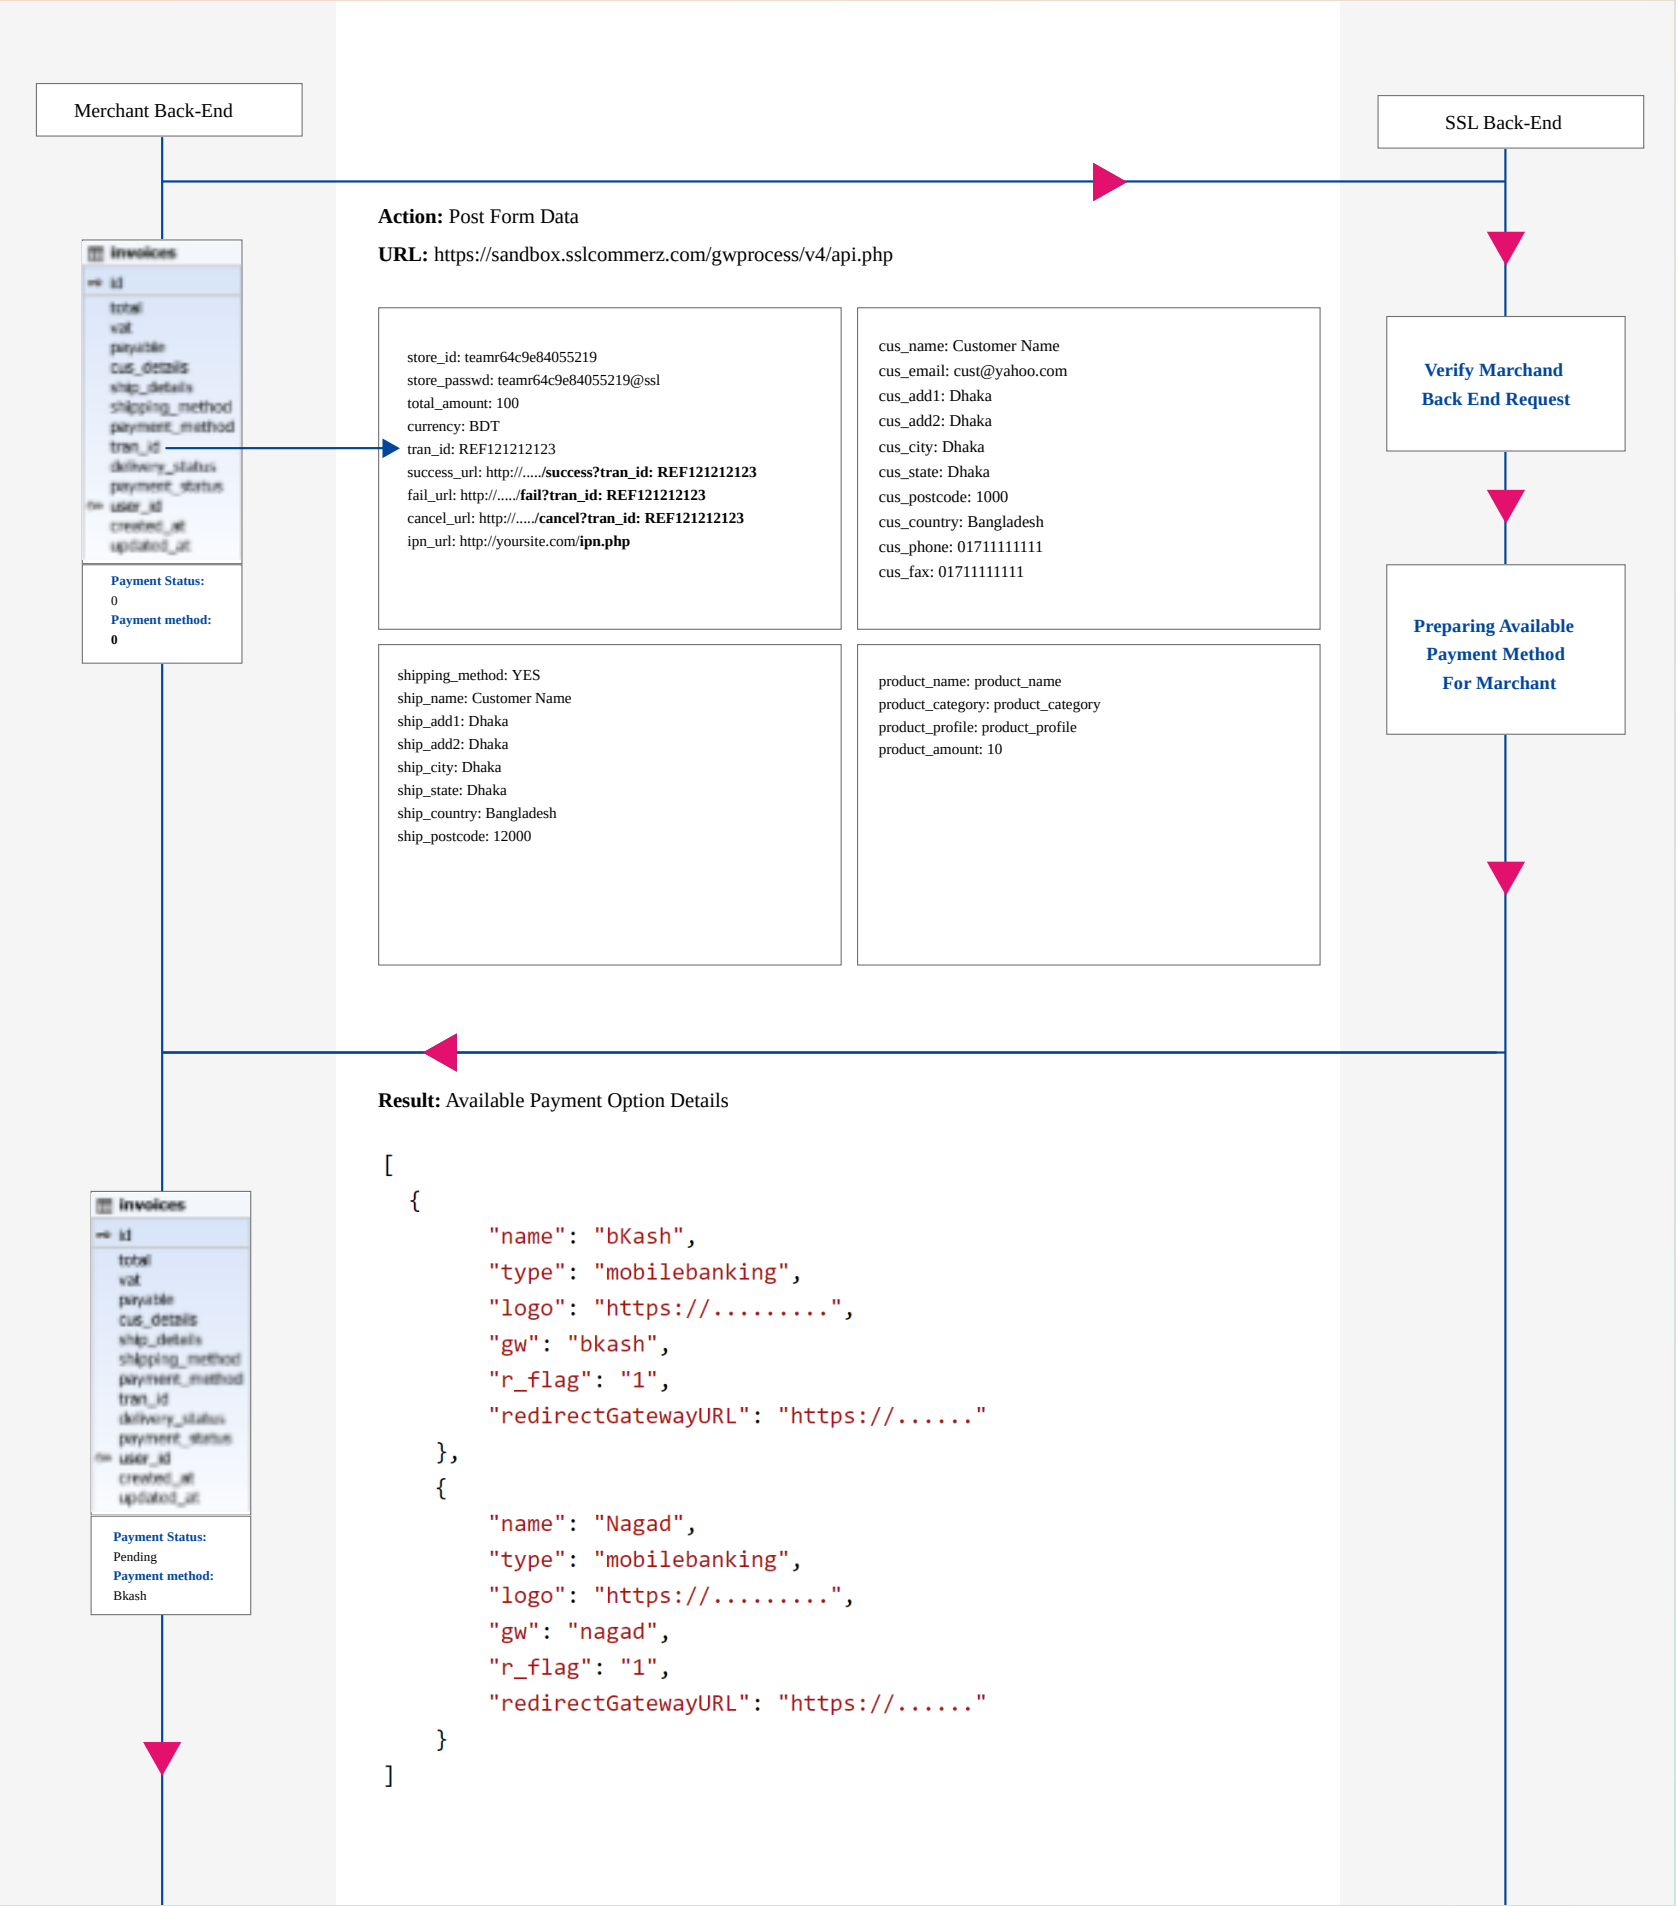 Merchant Back-End
SSL Back-End
Action: Post Form Data
URL: https://sandbox.sslcommerz.com/gwprocess/v4/api.php
invoices
id
total
vat
payable
cus_details
ship_details
shipping_method
payment_method
tran_id
delivery_status
payment_status
user_id
created_at
updated_at
Payment Status:
0
Payment method:
0
store_id: teamr64c9e84055219
store_passwd: teamr64c9e84055219@ssl
total_amount: 100
currency: BDT
tran_id: REF121212123
success_url: http://...../success?tran_id: REF121212123
fail_url: http://...../fail?tran_id: REF121212123
cancel_url: http://...../cancel?tran_id: REF121212123
ipn_url: http://yoursite.com/ipn.php
cus_name: Customer Name
cus_email: cust@yahoo.com
cus_add1: Dhaka
cus_add2: Dhaka
cus_city: Dhaka
cus_state: Dhaka
cus_postcode: 1000
cus_country: Bangladesh
cus_phone: 01711111111
cus_fax: 01711111111
Verify Marchand
Back End Request
Preparing Available
Payment Method
For Marchant
shipping_method: YES
ship_name: Customer Name
ship_add1: Dhaka
ship_add2: Dhaka
ship_city: Dhaka
ship_state: Dhaka
ship_country: Bangladesh
ship_postcode: 12000
product_name: product_name
product_category: product_category
product_profile: product_profile
product_amount: 10
Result: Available Payment Option Details
[
{
"name": "bKash",
"type": "mobilebanking",
"logo": "https://.........",
"gw": "bkash",
"r_flag": "1",
"redirectGatewayURL": "https://......"
},
{
"name": "Nagad",
"type": "mobilebanking",
"logo": "https://.........",
"gw": "nagad",
"r_flag": "1",
"redirectGatewayURL": "https://......"
}
]
invoices
id
total
vat
payable
cus_details
ship_details
shipping_method
payment_method
tran_id
delivery_status
payment_status
user_id
created_at
updated_at
Payment Status:
Pending
Payment method:
Bkash